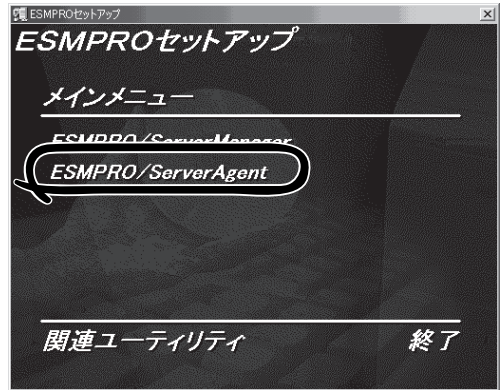 ESMPROセットアップ
ESMPROセットアップ
メインメニュー
ESMPRO/ServerManager
ESMPRO/ServerAgent
関連ユーティリティ 終了